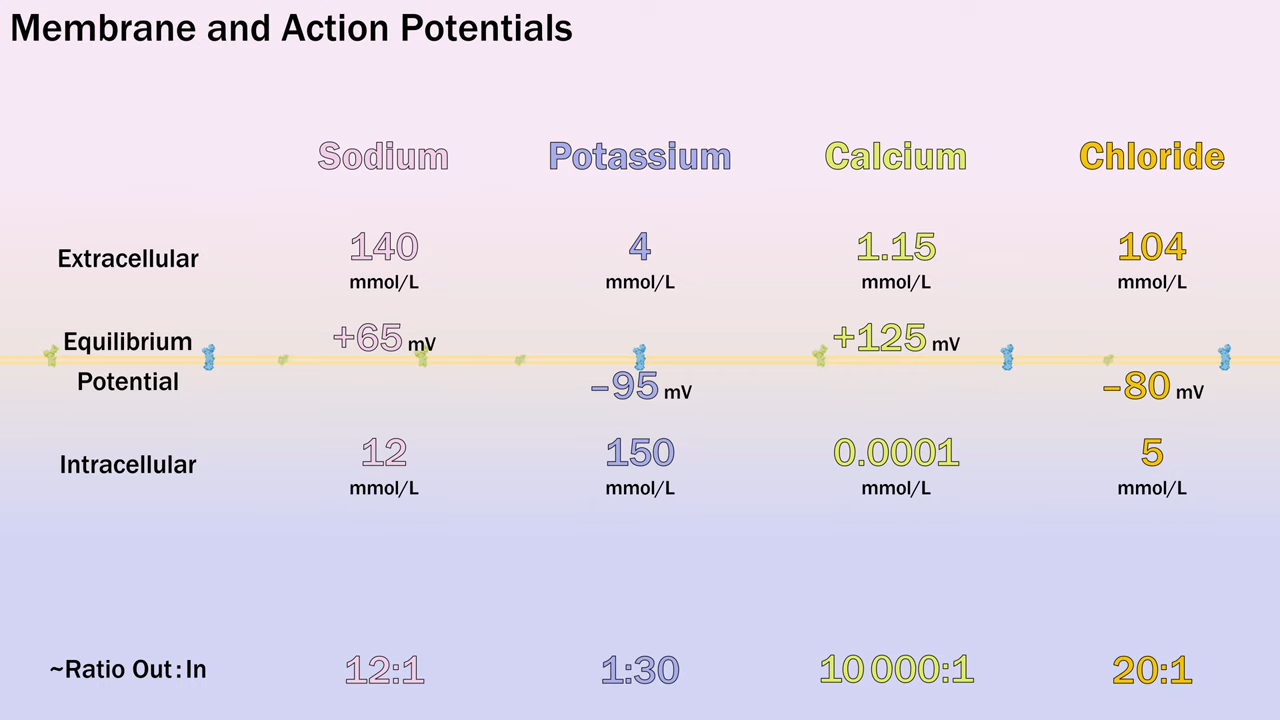 Membrane and Action Potentials
Sodium Potassium Calcium Chloride
Extracellular 140 4 1.15 104
mmol/L mmol/L mmol/L mmol/L
Equilibrium +65 mV +125 mV
Potential –95 mV –80 mV
Intracellular 12 150 0.0001 5
mmol/L mmol/L mmol/L mmol/L
~Ratio Out:In 12:1 1:30 10 000:1 20:1